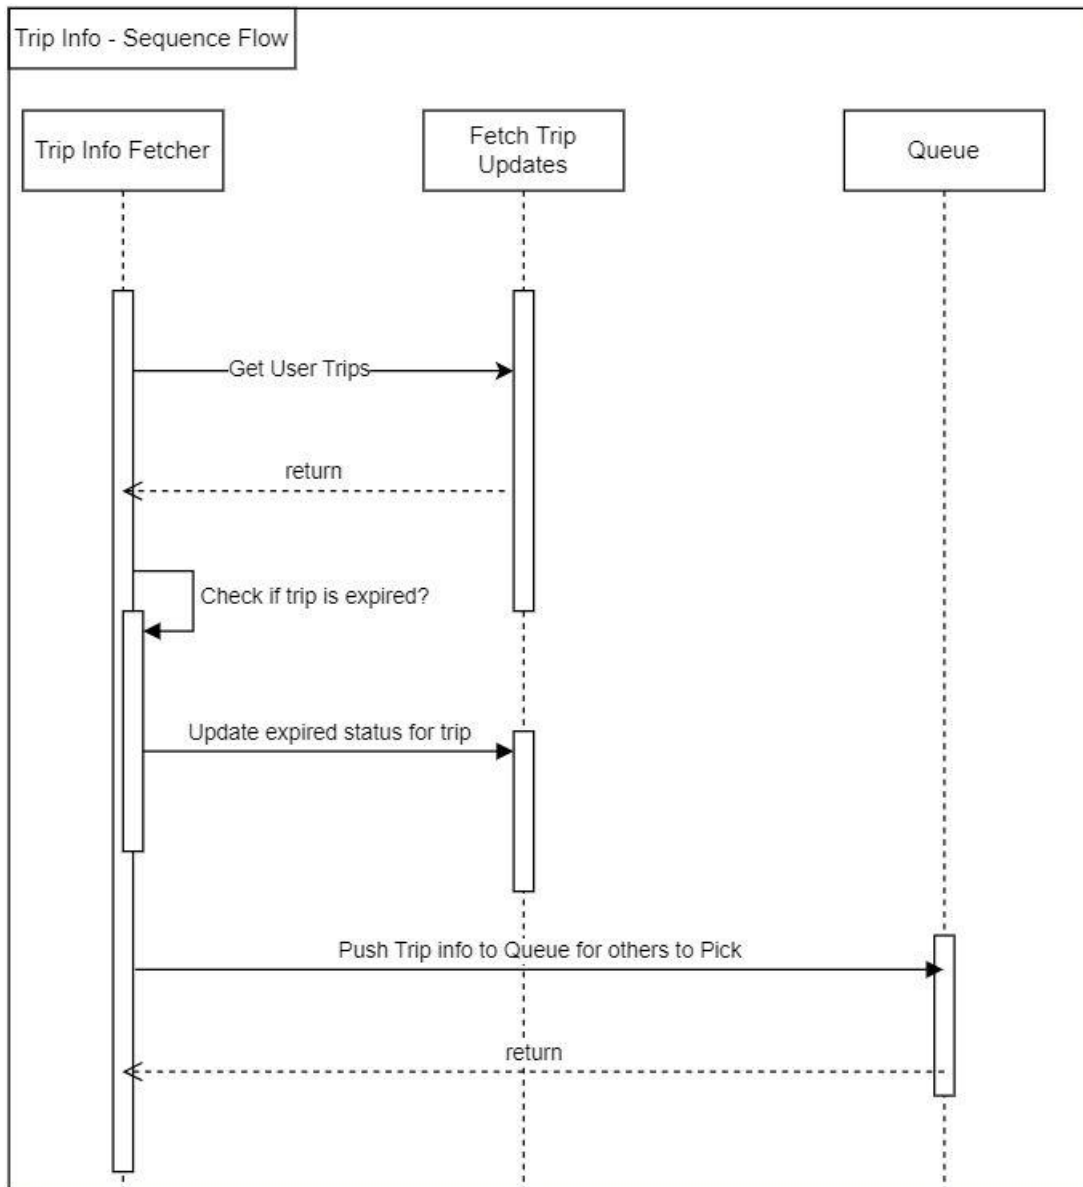 Trip Info - Sequence Flow
Trip Info Fetcher
Fetch Trip
Updates
Queue
Get User Trips
return
Check if trip is expired?
Update expired status for trip
Push Trip info to Queue for others to Pick
return